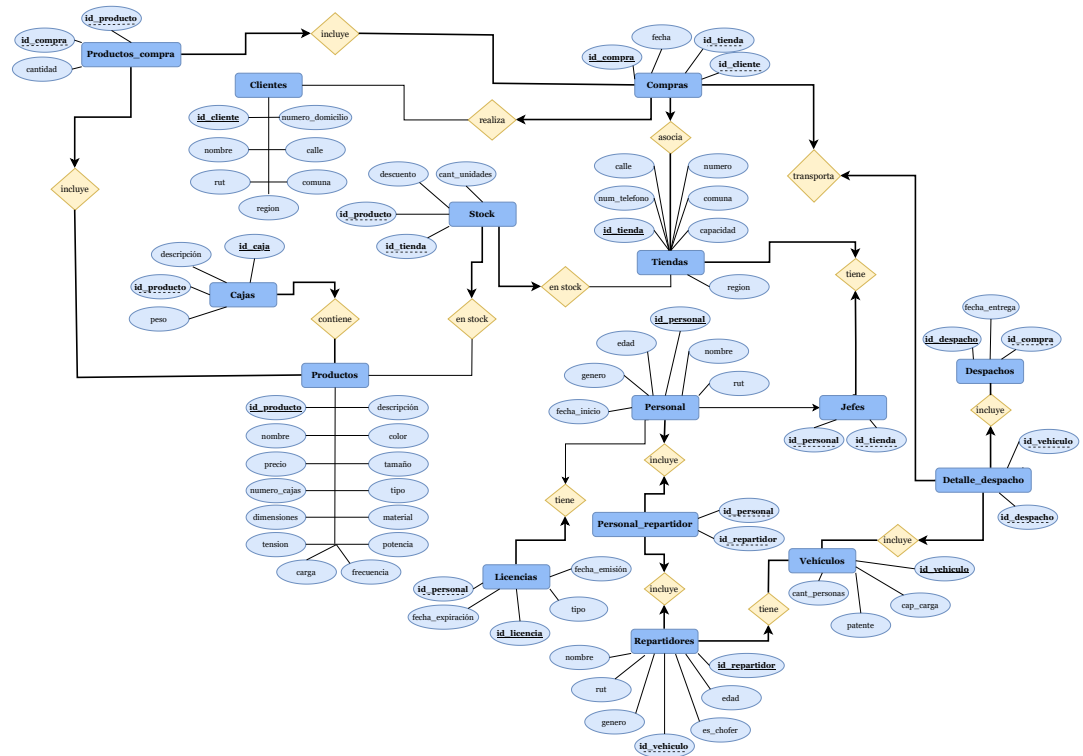 id_producto
id_compra
Productos_compra
cantidad
incluye
fecha
id_tienda
id_compra
id_cliente
Compras
Clientes
id_cliente
numero_domicilio
nombre
calle
rut
comuna
region
realiza
asocia
transporta
incluye
descuento
cant_unidades
id_producto
Stock
id_tienda
calle
numero
num_telefono
comuna
id_tienda
capacidad
Tiendas
region
tiene
en stock
en stock
descripción
id_caja
id_producto
Cajas
peso
contiene
Productos
id_producto
descripción
nombre
color
precio
tamaño
numero_cajas
tipo
dimensiones
material
tension
potencia
carga
frecuencia
id_personal
edad
nombre
genero
rut
fecha_inicio
Personal
Jefes
id_personal
id_tienda
fecha_entrega
id_despacho
id_compra
Despachos
incluye
id_vehiculo
Detalle_despacho
id_despacho
incluye
tiene
incluye
Personal_repartidor
id_personal
id_repartidor
Licencias
fecha_emisión
id_personal
fecha_expiración
tipo
id_licencia
incluye
tiene
Vehículos
id_vehiculo
cant_personas
cap_carga
patente
Repartidores
nombre
id_repartidor
rut
edad
genero
es_chofer
id_vehiculo